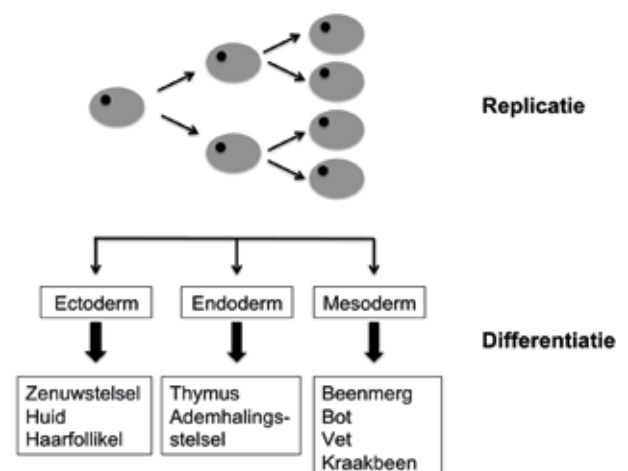 Replicatie
Ectoderm
Endoderm
Mesoderm
Differentiatie
Zenuwstelsel
Huid
Haarfollikel
Thymus
Ademhalings-
stelsel
Beenmerg
Bot
Vet
Kraakbeen